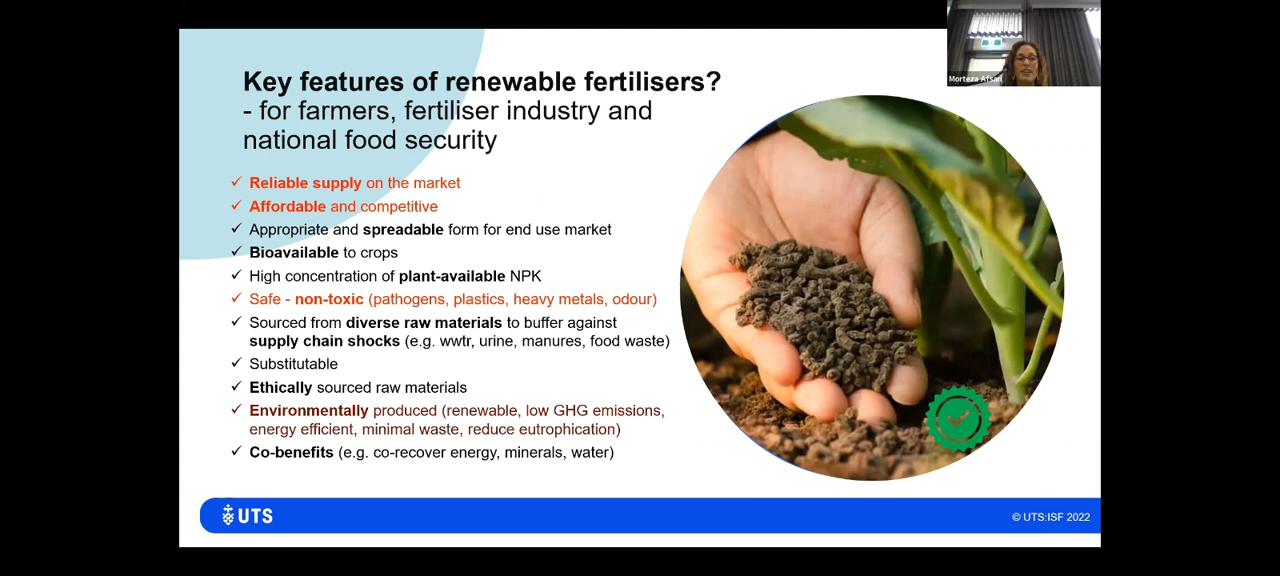 Key features of renewable fertilisers?
- for farmers, fertiliser industry and
national food security
✓ Reliable supply on the market
✓ Affordable and competitive
✓ Appropriate and spreadable form for end use market
✓ Bioavailable to crops
✓ High concentration of plant-available NPK
✓ Safe - non-toxic (pathogens, plastics, heavy metals, odour)
✓ Sourced from diverse raw materials to buffer against
supply chain shocks (e.g. wwtr, urine, manures, food waste)
✓ Substitutable
✓ Ethically sourced raw materials
✓ Environmentally produced (renewable, low GHG emissions,
energy efficient, minimal waste, reduce eutrophication)
✓ Co-benefits (e.g. co-recover energy, minerals, water)
Morteza Afsari
UTS
© UTS:ISF 2022